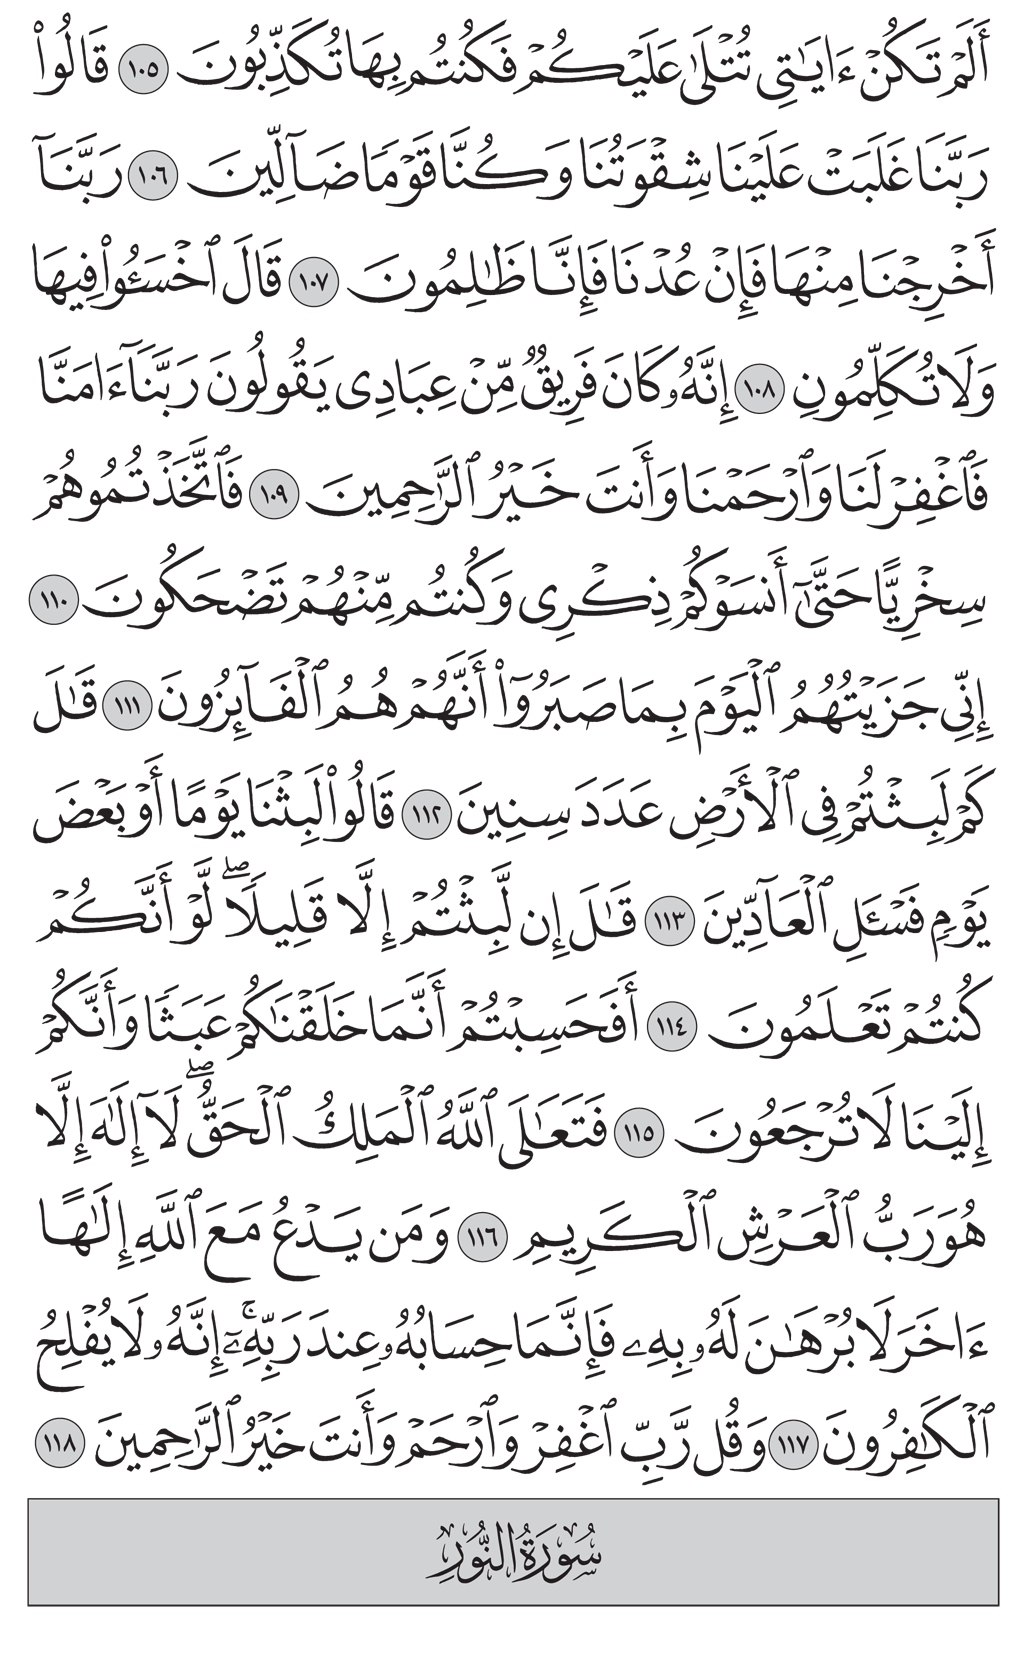 أَلَمْ تَكُنْ ءَايَٰتِي تُتْلَىٰ عَلَيْكُمْ فَكُنتُم بِهَا تُكَذِّبُونَ ١٠٥ قَالُوا۟
رَبَّنَا غَلَبَتْ عَلَيْنَا شِقْوَتُنَا وَكُنَّا قَوْمًا ضَآلِّينَ ١٠٦ رَبَّنَآ
أَخْرِجْنَا مِنْهَا فَإِنْ عُدْنَا فَإِنَّا ظَٰلِمُونَ ١٠٧ قَالَ ٱخْسَـُٔوا۟ فِيهَا
وَلَا تُكَلِّمُونِ ١٠٨ إِنَّهُۥ كَانَ فَرِيقٌ مِّنْ عِبَادِى يَقُولُونَ رَبَّنَآ ءَامَنَّا
فَٱغْفِرْ لَنَا وَٱرْحَمْنَا وَأَنتَ خَيْرُ ٱلرَّٰحِمِينَ ١٠٩ فَٱتَّخَذْتُمُوهُمْ
سِخْرِيًّا حَتَّىٰٓ أَنسَوْكُمْ ذِكْرِى وَكُنتُم مِّنْهُمْ تَضْحَكُونَ ١١٠
إِنِّى جَزَيْتُهُمُ ٱلْيَوْمَ بِمَا صَبَرُوٓا۟ أَنَّهُمْ هُمُ ٱلْفَآئِزُونَ ١١١ قَٰلَ
كَمْ لَبِثْتُمْ فِى ٱلْأَرْضِ عَدَدَ سِنِينَ ١١٢ قَالُوا۟ لَبِثْنَا يَوْمًا أَوْ بَعْضَ
يَوْمٍ فَسْـَٔلِ ٱلْعَآدِّينَ ١١٣ قَٰلَ إِن لَّبِثْتُمْ إِلَّا قَلِيلًا ۖ لَّوْ أَنَّكُمْ
كُنتُمْ تَعْلَمُونَ ١١٤ أَفَحَسِبْتُمْ أَنَّمَا خَلَقْنَٰكُمْ عَبَثًا وَأَنَّكُمْ
إِلَيْنَا لَا تُرْجَعُونَ ١١٥ فَتَعَٰلَى ٱللَّهُ ٱلْمَلِكُ ٱلْحَقُّ ۖ لَآ إِلَٰهَ إِلَّا
هُوَ رَبُّ ٱلْعَرْشِ ٱلْكَرِيمِ ١١٦ وَمَن يَدْعُ مَعَ ٱللَّهِ إِلَٰهًا
ءَاخَرَ لَا بُرْهَٰنَ لَهُۥ بِهِۦ فَإِنَّمَا حِسَابُهُۥ عِندَ رَبِّهِۦٓ ۚ إِنَّهُۥ لَا يُفْلِحُ
ٱلْكَٰفِرُونَ ١١٧ وَقُل رَّبِّ ٱغْفِرْ وَٱرْحَمْ وَأَنتَ خَيْرُ ٱلرَّٰحِمِينَ ١١٨
سُورَةُ النُّورِ